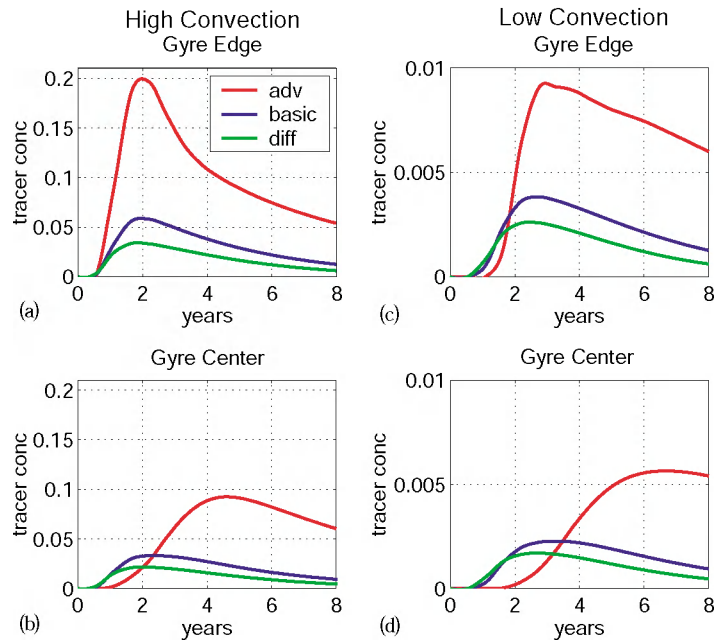 High Convection
Gyre Edge
0.2
0.15
0.1
0.05
0
tracer conc
adv
basic
diff
0 2 4 6 8
years
(a)
Low Convection
Gyre Edge
0.01
0.005
0
tracer conc
0 2 4 6 8
years
(c)
Gyre Center
0.2
0.15
0.1
0.05
0
tracer conc
0 2 4 6 8
years
(b)
Gyre Center
0.01
0.005
0
tracer conc
0 2 4 6 8
years
(d)